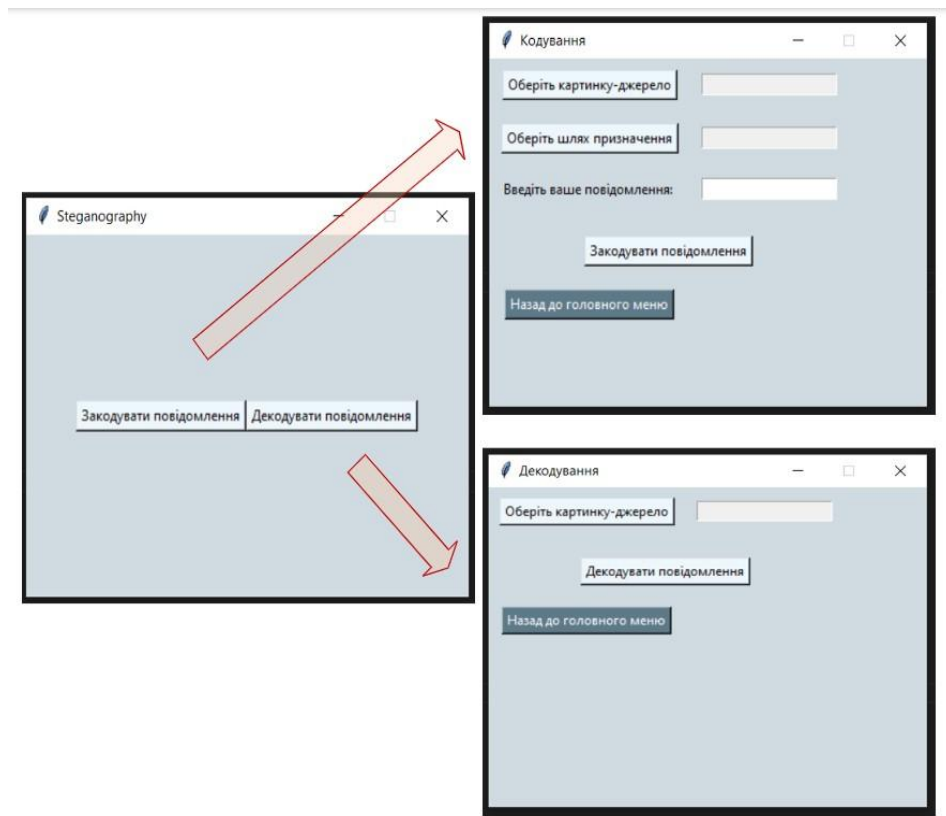 Steganography
Закодувати повідомлення
Декодувати повідомлення
Кодування
Оберіть картинку-джерело
Оберіть шлях призначення
Введіть ваше повідомлення:
Закодувати повідомлення
Назад до головного меню
Декодування
Оберіть картинку-джерело
Декодувати повідомлення
Назад до головного меню